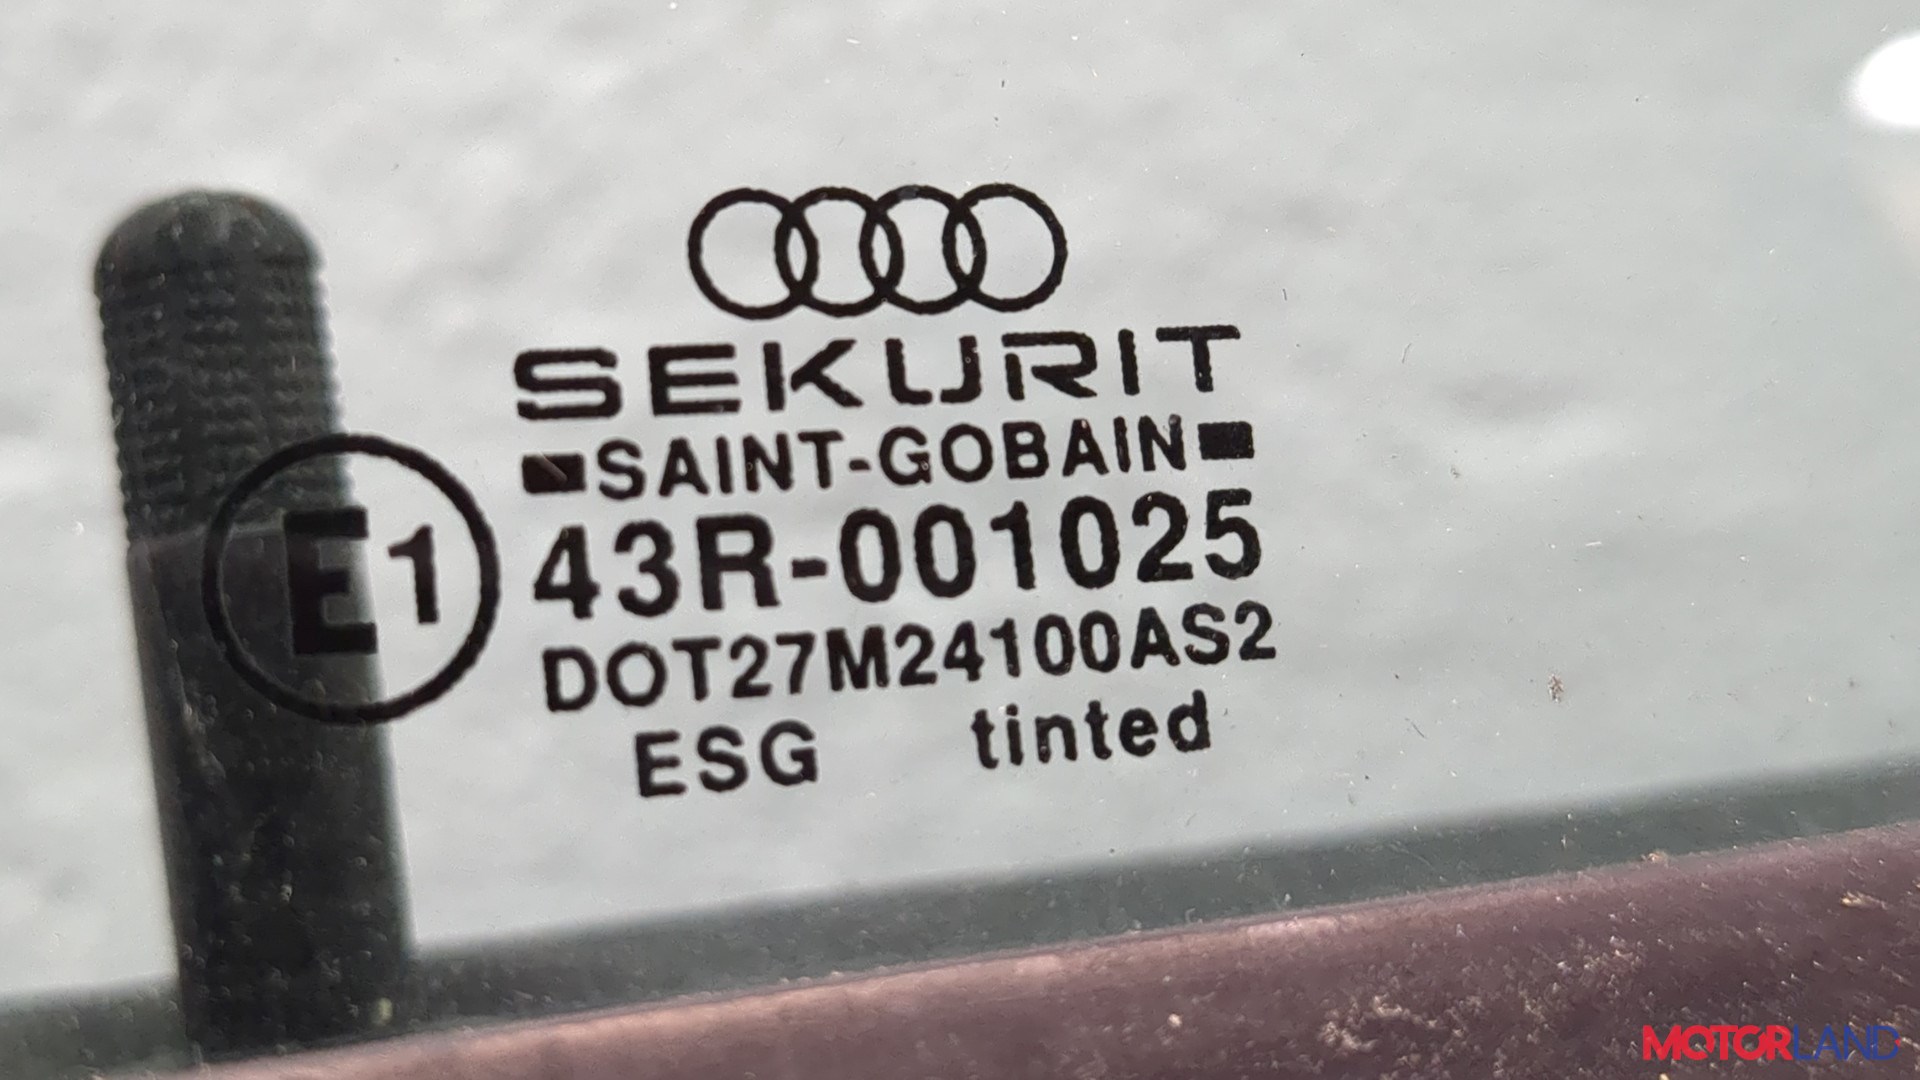 SEKURIT
SAINT-GOBAIN
E1
43R-001025
DOT27M24100AS2
ESG tinted
MOTORLAND